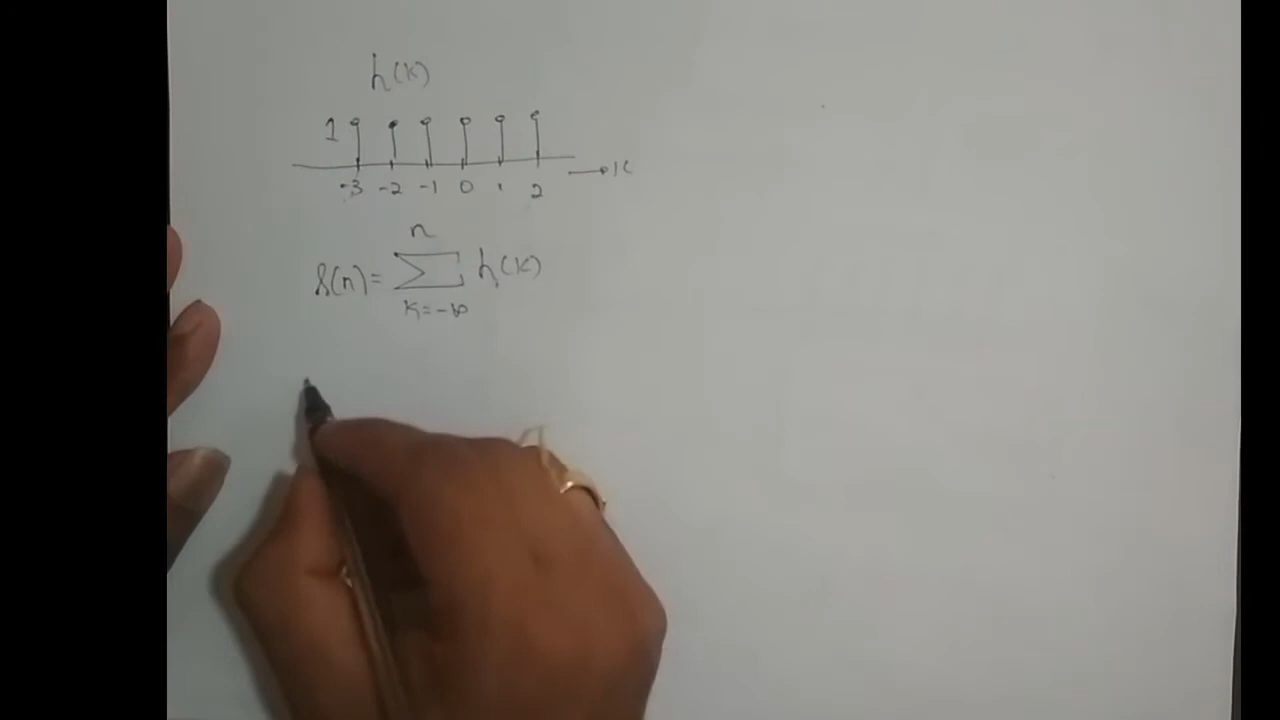 h(k)
1
-3 -2 -1 0 1 2 →k
n
s(n)= Σ h(k)
k=-∞